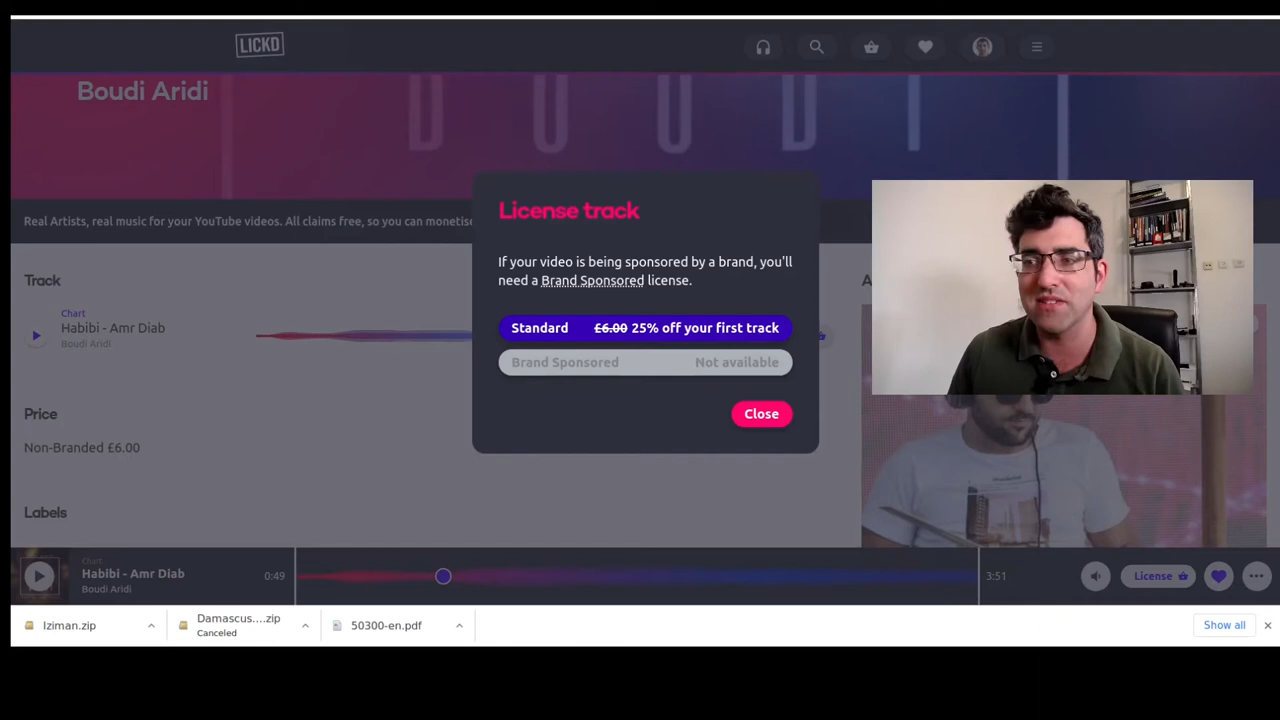 LICKD
Boudi Aridi
BOUDI
Real Artists, real music for your YouTube videos. All claims free, so you can monetise
License track
If your video is being sponsored by a brand, you'll
need a Brand Sponsored license.
Standard £6.00 25% off your first track
Brand Sponsored Not available
Close
Track
Chart
Habibi - Amr Diab
Boudi Aridi
A
Price
Non-Branded £6.00
Labels
Chart
Habibi - Amr Diab
Boudi Aridi
0:49
3:51
License
Iziman.zip
Damascus....zip
Canceled
50300-en.pdf
Show all